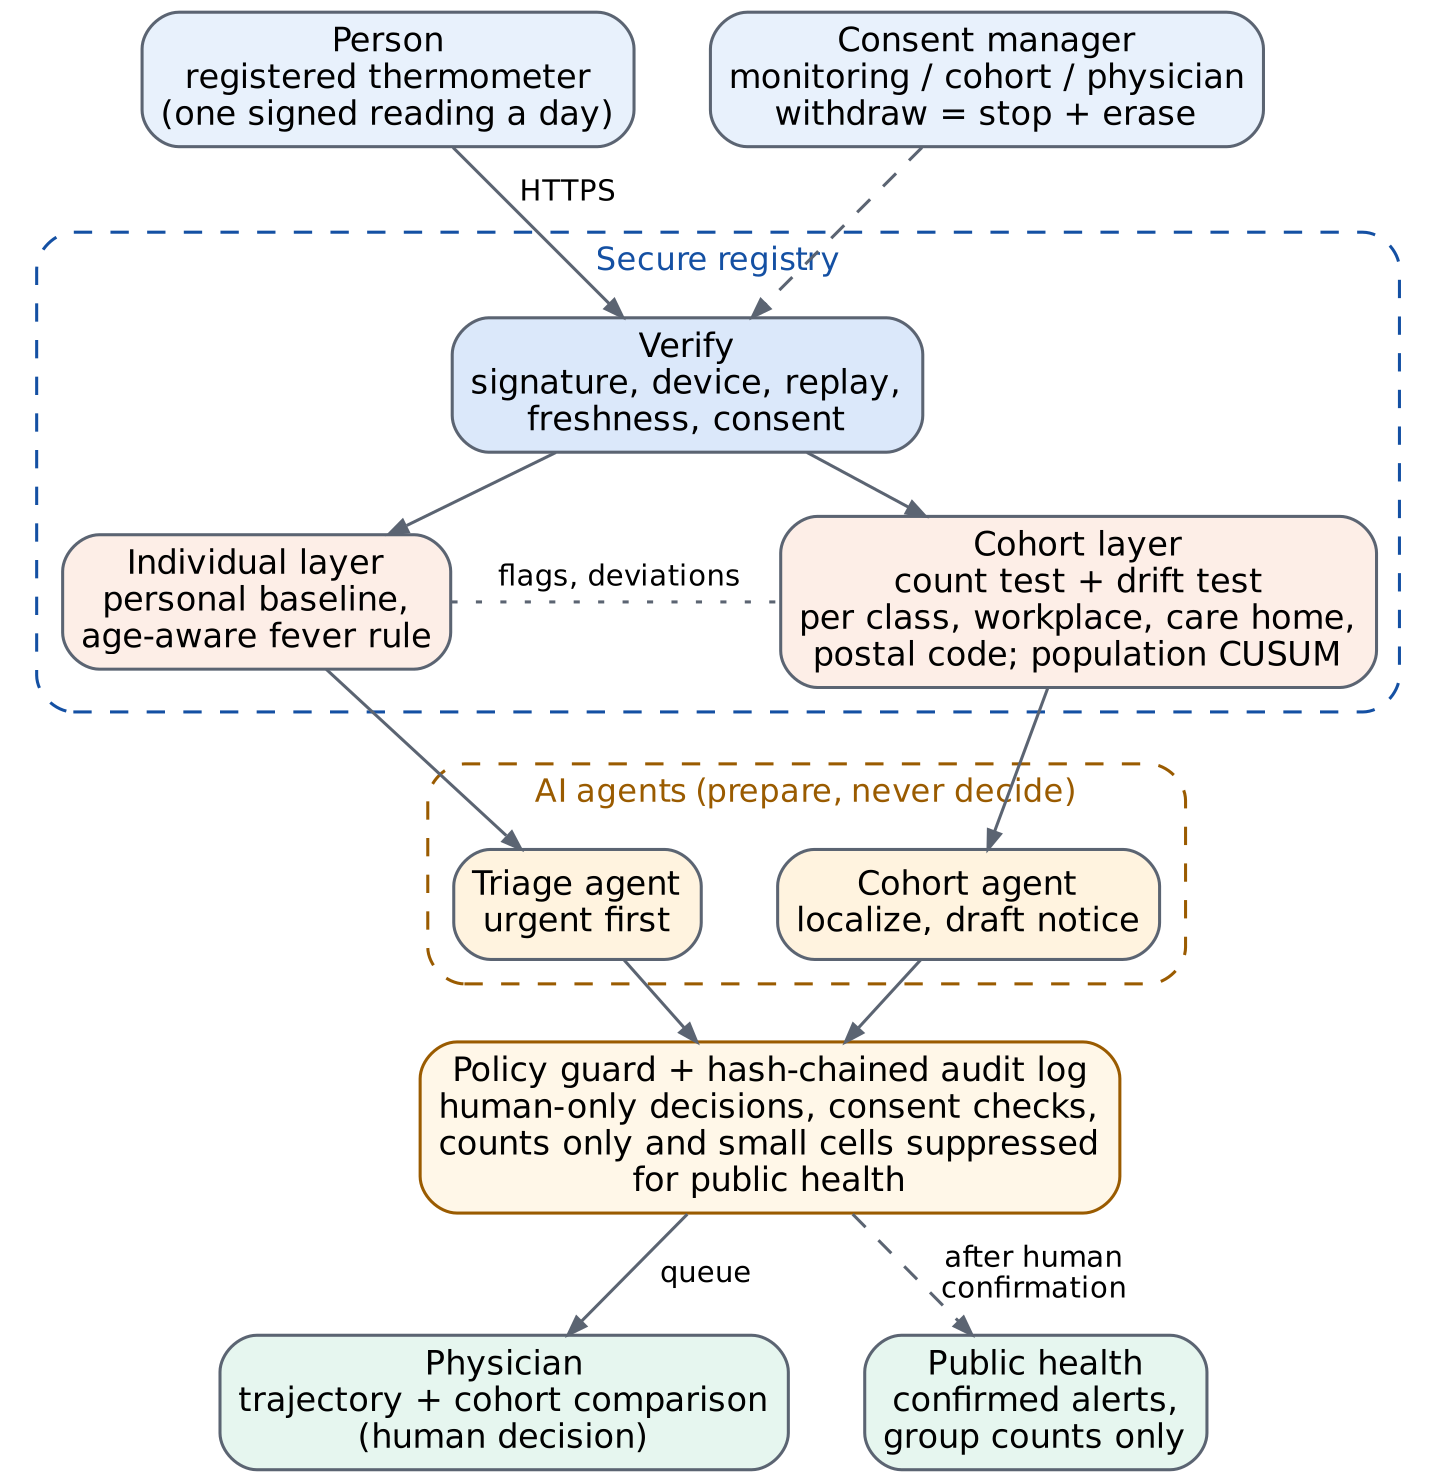 Person
registered thermometer
(one signed reading a day)
Consent manager
monitoring / cohort / physician
withdraw = stop + erase
HTTPS
Secure registry
Verify
signature, device, replay,
freshness, consent
Individual layer
personal baseline,
age-aware fever rule
flags, deviations
Cohort layer
count test + drift test
per class, workplace, care home,
postal code; population CUSUM
AI agents (prepare, never decide)
Triage agent
urgent first
Cohort agent
localize, draft notice
Policy guard + hash-chained audit log
human-only decisions, consent checks,
counts only and small cells suppressed
for public health
queue
after human
confirmation
Physician
trajectory + cohort comparison
(human decision)
Public health
confirmed alerts,
group counts only